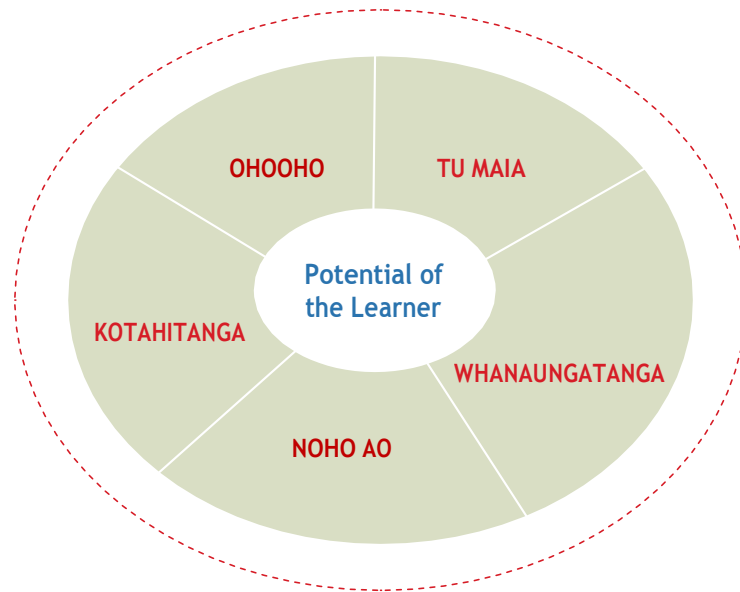 OHOOHO
TU MAIA
Potential of
the Learner
KOTAHITANGA
WHANAUNGATANGA
NOHO AO